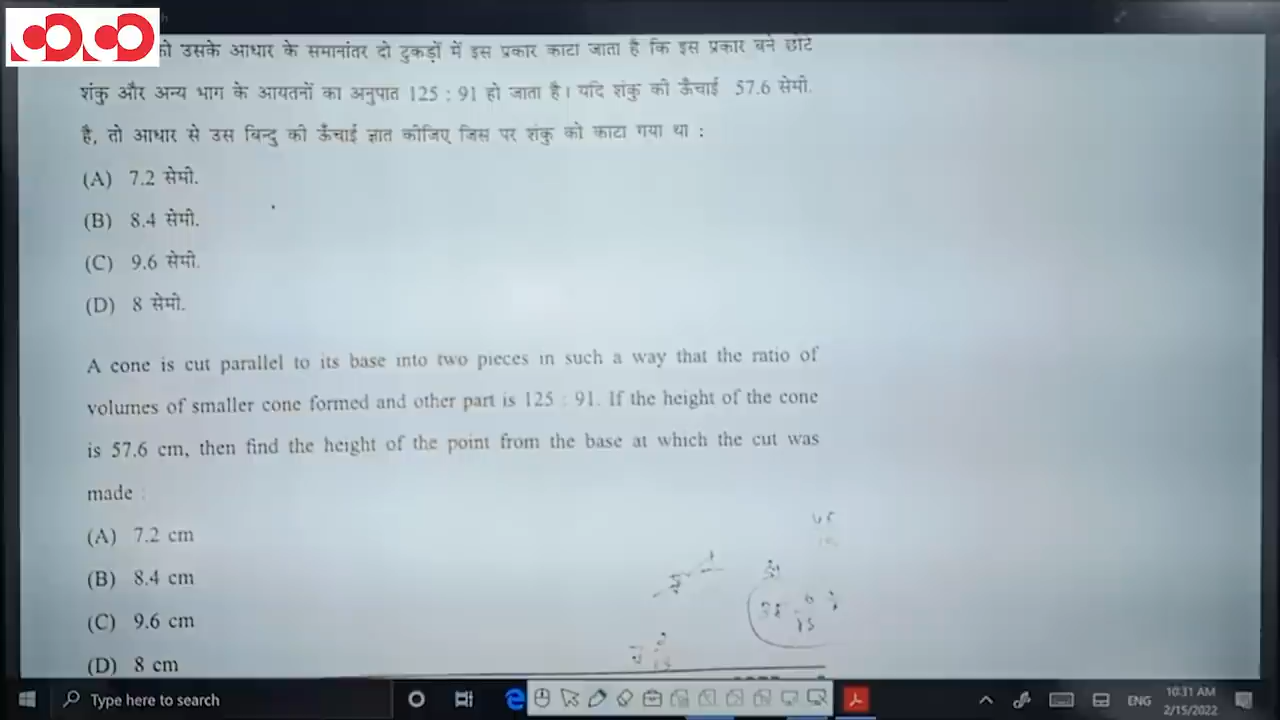 को उसके आधार के समानांतर दो टुकड़ों में इस प्रकार काटा जाता है कि इस प्रकार बने छोटे
शंकु और अन्य भाग के आयतनों का अनुपात 125 : 91 हो जाता है। यदि शंकु की ऊँचाई 57.6 सेमी.
है, तो आधार से उस बिन्दु की ऊँचाई ज्ञात कीजिए जिस पर शंकु को काटा गया था :
(A) 7.2 सेमी.
(B) 8.4 सेमी.
(C) 9.6 सेमी.
(D) 8 सेमी.
A cone is cut parallel to its base into two pieces in such a way that the ratio of
volumes of smaller cone formed and other part is 125 : 91. If the height of the cone
is 57.6 cm, then find the height of the point from the base at which the cut was
made :
(A) 7.2 cm
(B) 8.4 cm
(C) 9.6 cm
(D) 8 cm
Type here to search
ENG
10:31 AM
2/15/2022